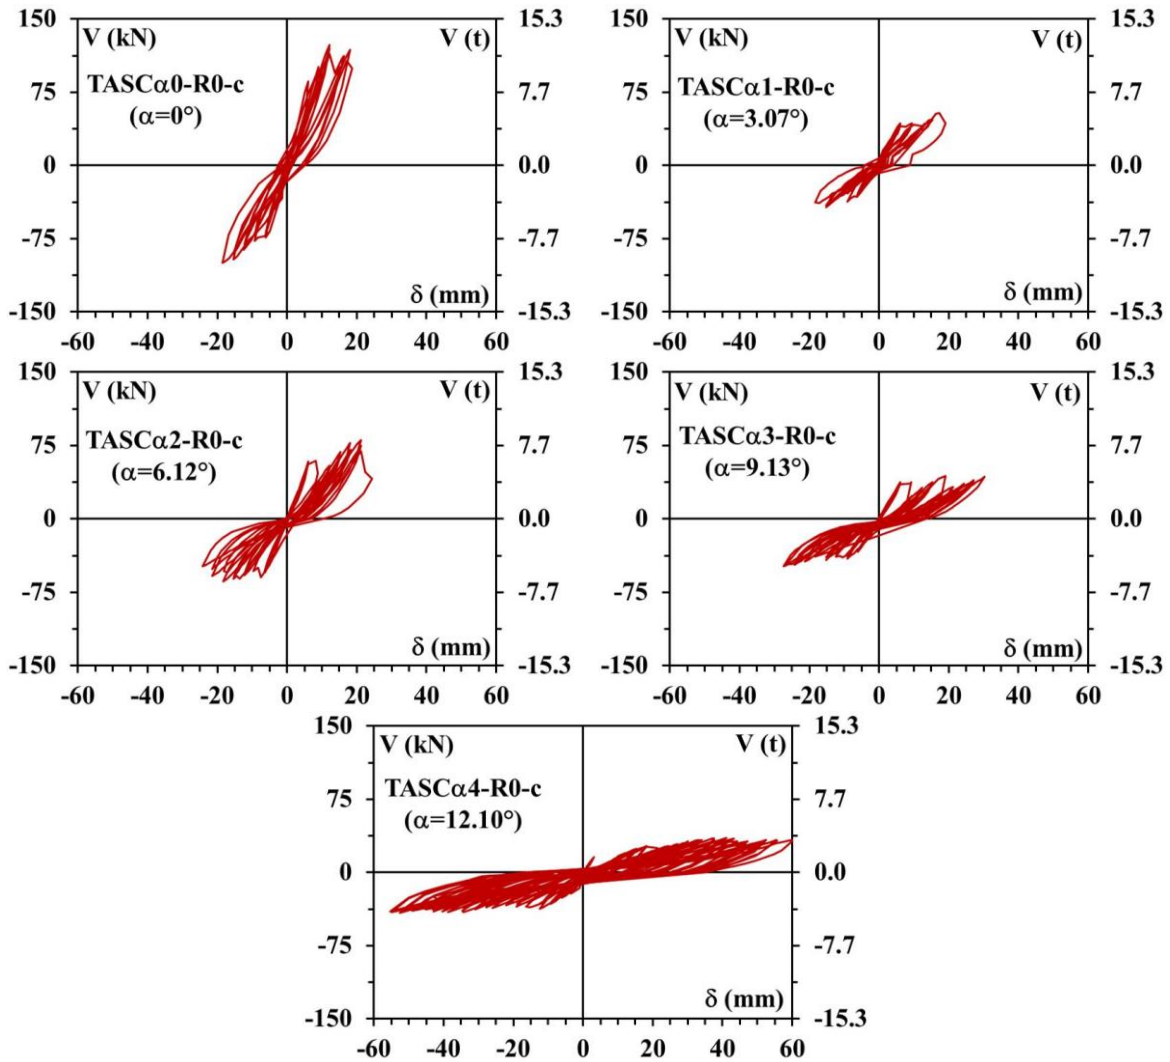 150 15.3 150 15.3
V (kN) V (t) V (kN) V (t)
TASCα0-R0-c TASCα1-R0-c
75 7.7 75 7.7
(α=0°) (α=3.07°)
0 0.0 0 0.0
-75 -7.7 -75 -7.7
δ (mm) δ (mm)
-150 -15.3 -150 -15.3
-60 -40 -20 0 20 40 60 -60 -40 -20 0 20 40 60
150 15.3 150 15.3
V (kN) V (t) V (kN) V (t)
75 7.7 75 7.7
TASCα2-R0-c TASCα3-R0-c
(α=6.12°) (α=9.13°)
0 0.0 0 0.0
-75 -7.7 -75 -7.7
δ (mm) δ (mm)
-150 -15.3 -150 -15.3
-60 -40 -20 0 20 40 60 -60 -40 -20 0 20 40 60
150 15.3
V (kN) V (t)
TASCα4-R0-c
75 7.7
(α=12.10°)
0 0.0
-75 -7.7
δ (mm)
-150 -15.3
-60 -40 -20 0 20 40 60